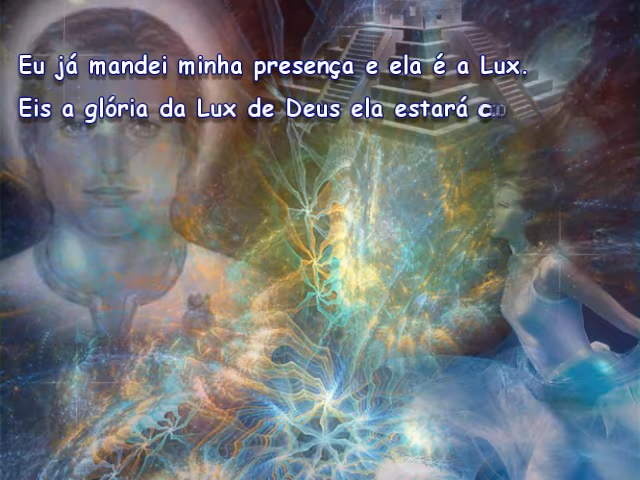 Eu já mandei minha presença e ela é a Lux.
Eis a glória da Lux de Deus ela estará